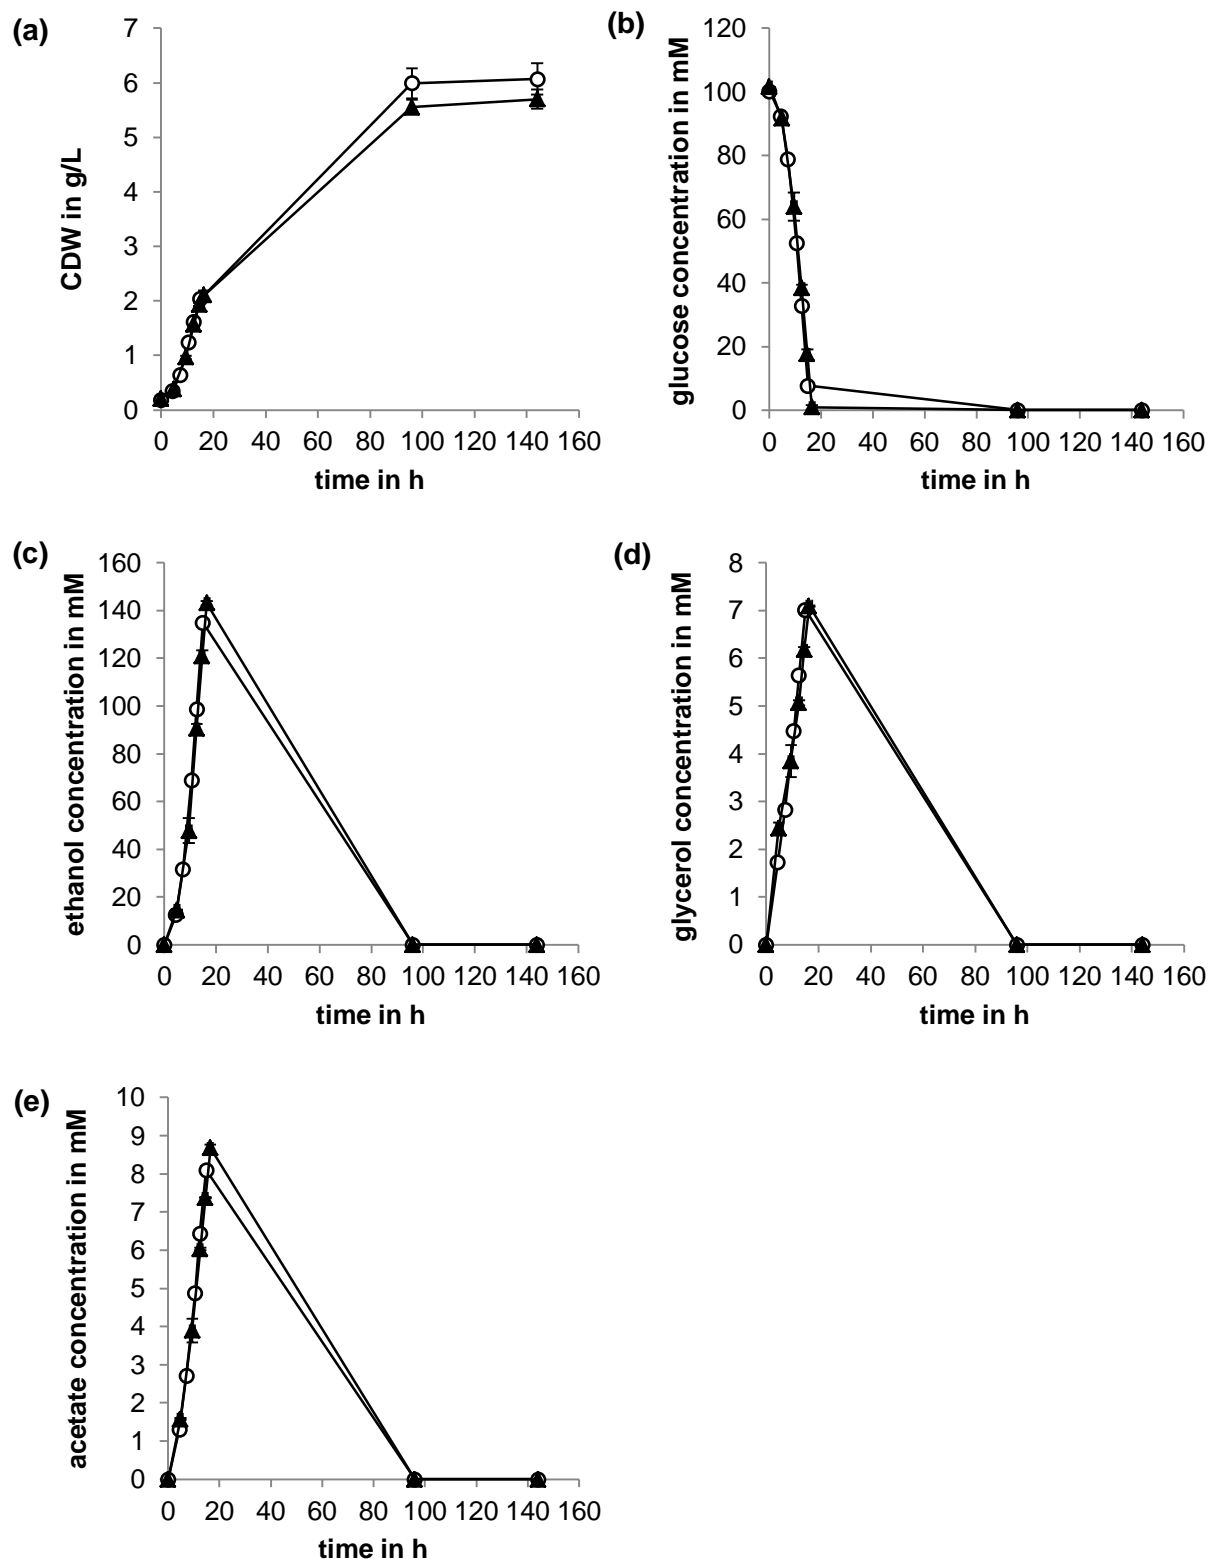 (a)
CDW in g/L
7
6
5
4
3
2
1
0
0 20 40 60 80 100 120 140 160
time in h
(b)
glucose concentration in mM
120
100
80
60
40
20
0
0 20 40 60 80 100 120 140 160
time in h
(c)
ethanol concentration in mM
160
140
120
100
80
60
40
20
0
0 20 40 60 80 100 120 140 160
time in h
(d)
glycerol concentration in mM
8
7
6
5
4
3
2
1
0
0 20 40 60 80 100 120 140 160
time in h
(e)
acetate concentration in mM
10
9
8
7
6
5
4
3
2
1
0
0 20 40 60 80 100 120 140 160
time in h